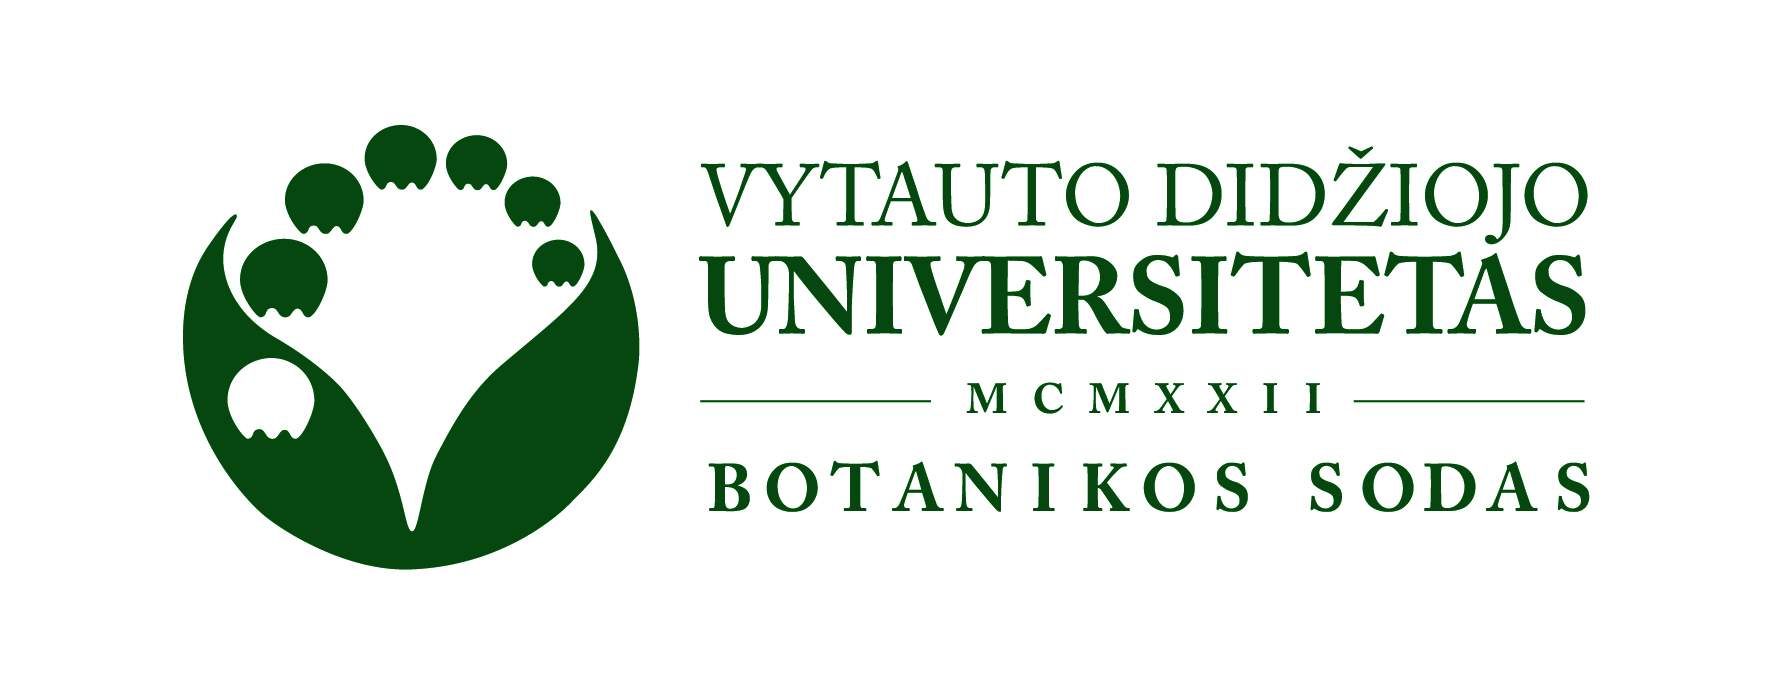 VYTAUTO DIDŽIOJO
UNIVERSITETAS
MCMXXII
BOTANIKOS SODAS